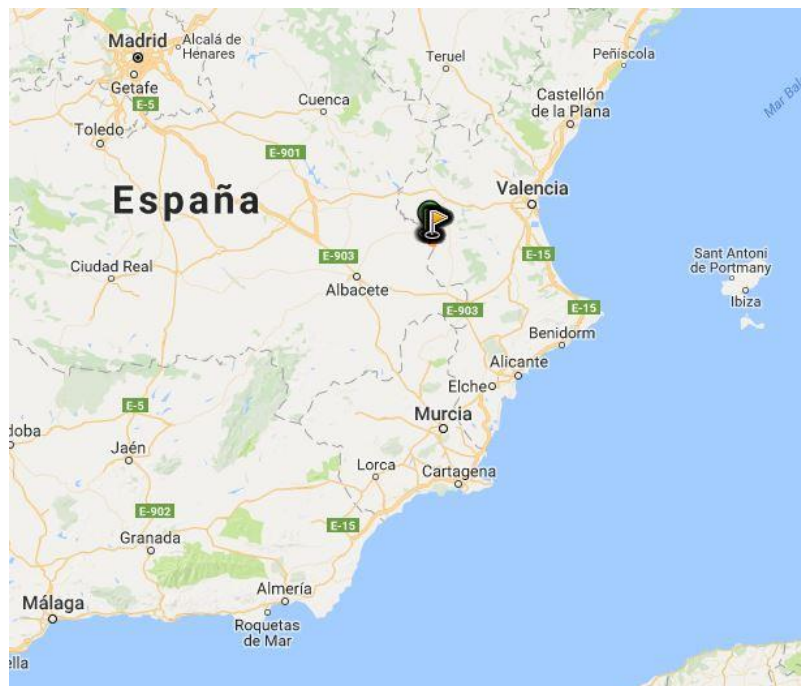 Madrid
Alcalá de
Henares
Getafe
E-5
Toledo
Teruel
Peñíscola
Cuenca
Castellón
de la Plana
Mar Bal
E-901
España
Valencia
E-903
E-15
Ciudad Real
Albacete
Sant Antoni
de Portmany
Ibiza
E-903
E-15
Benidorm
Alicante
Elche
E-5
Murcia
doba
Jaén
Lorca
Cartagena
E-902
E-15
Granada
Almería
Málaga
Roquetas
de Mar
ella